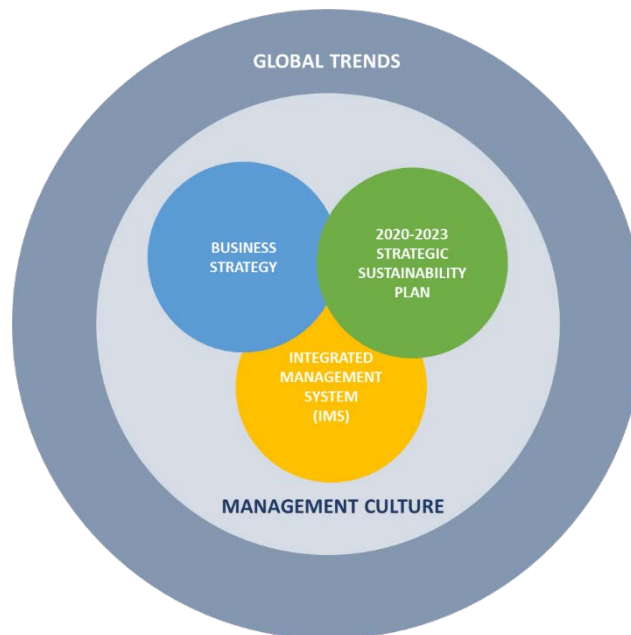 GLOBAL TRENDS
BUSINESS
STRATEGY
2020-2023
STRATEGIC
SUSTAINABILITY
PLAN
INTEGRATED
MANAGEMENT
SYSTEM
(IMS)
MANAGEMENT CULTURE